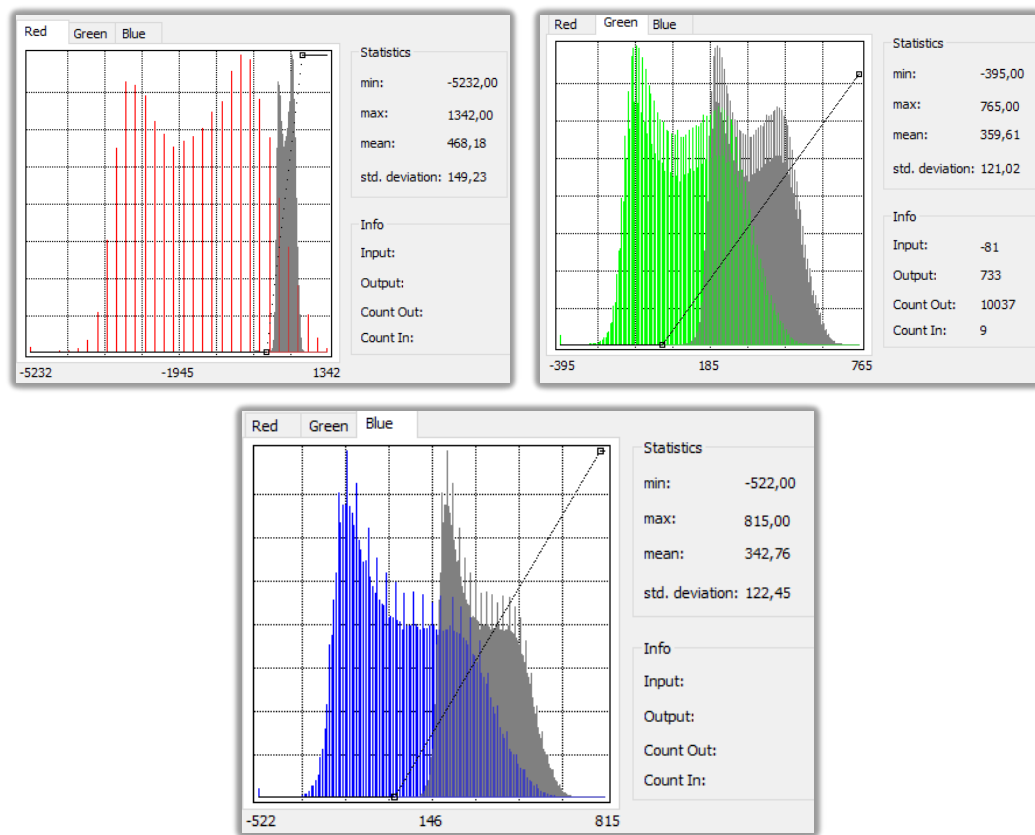 Red Green Blue
Statistics
min: -5232,00
max: 1342,00
mean: 468,18
std. deviation: 149,23
Info
Input:
Output:
Count Out:
Count In:
-5232 -1945 1342
Red Green Blue
Statistics
min: -395,00
max: 765,00
mean: 359,61
std. deviation: 121,02
Info
Input: -81
Output: 733
Count Out: 10037
Count In: 9
-395 185 765
Red Green Blue
Statistics
min: -522,00
max: 815,00
mean: 342,76
std. deviation: 122,45
Info
Input:
Output:
Count Out:
Count In:
-522 146 815